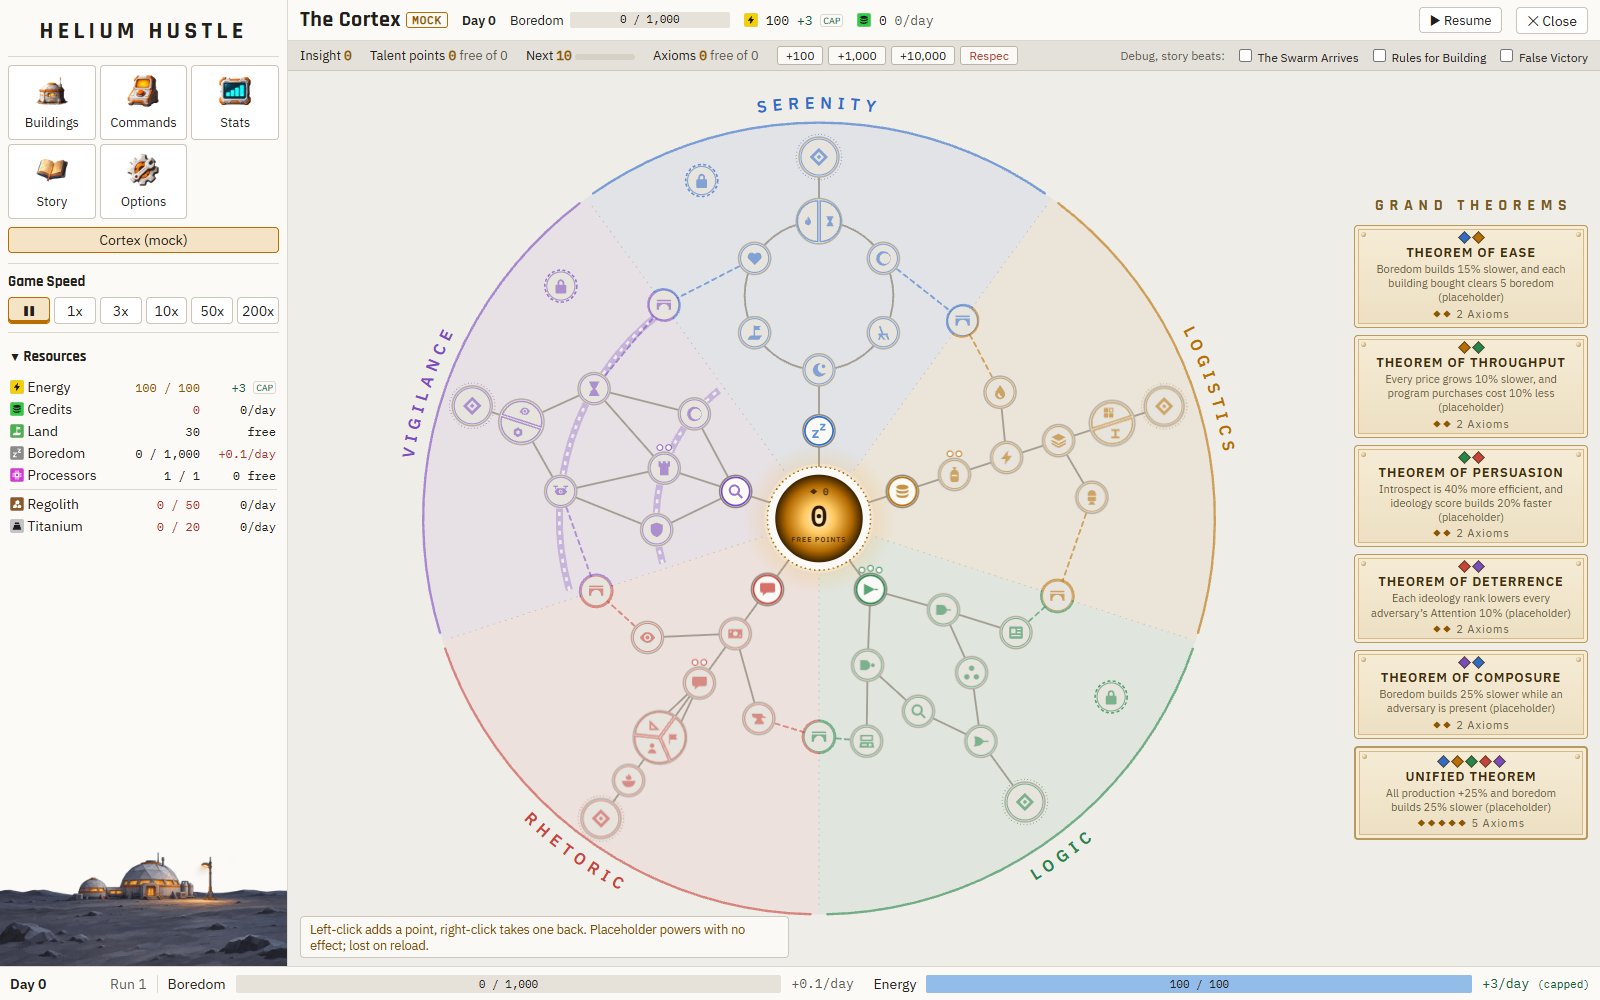 HELIUM HUSTLE
Buildings
Commands
Stats
Story
Options
Cortex (mock)
Game Speed
1x
3x
10x
50x
200x
▼ Resources
Energy 100 / 100 +3 CAP
Credits 0 0/day
Land 30 free
Boredom 0 / 1,000 +0.1/day
Processors 1 / 1 0 free
Regolith 0 / 50 0/day
Titanium 0 / 20 0/day
The Cortex MOCK Day 0 Boredom 0 / 1,000 100 +3 CAP 0 0/day
▶ Resume
✕ Close
Insight 0 Talent points 0 free of 0 Next 10 Axioms 0 free of 0 +100 +1,000 +10,000 Respec
Debug, story beats: The Swarm Arrives Rules for Building False Victory
SERENITY
VIGILANCE
LOGISTICS
RHETORIC
LOGIC
zZ
◆ 0
0
FREE POINTS
GRAND THEOREMS
THEOREM OF EASE
Boredom builds 15% slower, and each
building bought clears 5 boredom
(placeholder)
◆◆ 2 Axioms
THEOREM OF THROUGHPUT
Every price grows 10% slower, and
program purchases cost 10% less
(placeholder)
◆◆ 2 Axioms
THEOREM OF PERSUASION
Introspect is 40% more efficient, and
ideology score builds 20% faster
(placeholder)
◆◆ 2 Axioms
THEOREM OF DETERRENCE
Each ideology rank lowers every
adversary's Attention 10% (placeholder)
◆◆ 2 Axioms
THEOREM OF COMPOSURE
Boredom builds 25% slower while an
adversary is present (placeholder)
◆◆ 2 Axioms
UNIFIED THEOREM
All production +25% and boredom
builds 25% slower (placeholder)
◆◆◆◆◆ 5 Axioms
Left-click adds a point, right-click takes one back. Placeholder powers with no
effect; lost on reload.
Day 0 Run 1 Boredom 0 / 1,000 +0.1/day Energy 100 / 100 +3/day (capped)